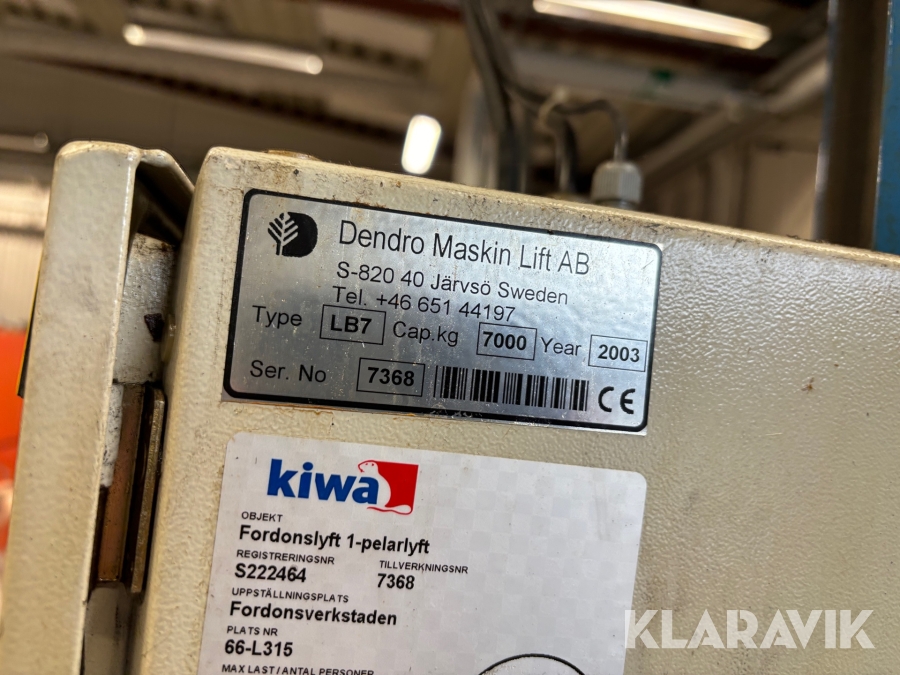 KLARAVIK
Dendro Maskin Lift AB
S-820 40 Järvsö Sweden
Tel. +46 651 44197
Type LB7 Cap.kg 7000 Year 2003
Ser. No 7368 CE
kiwa
OBJEKT
Fordonslyft 1-pelarlyft
REGISTRERINGSNR TILLVERKNINGSNR
S222464 7368
UPPSTÄLLNINGSPLATS
Fordonsverkstaden
PLATS NR
66-L315
MAX LAST / ANTAL PERSONER
KLARAVIK